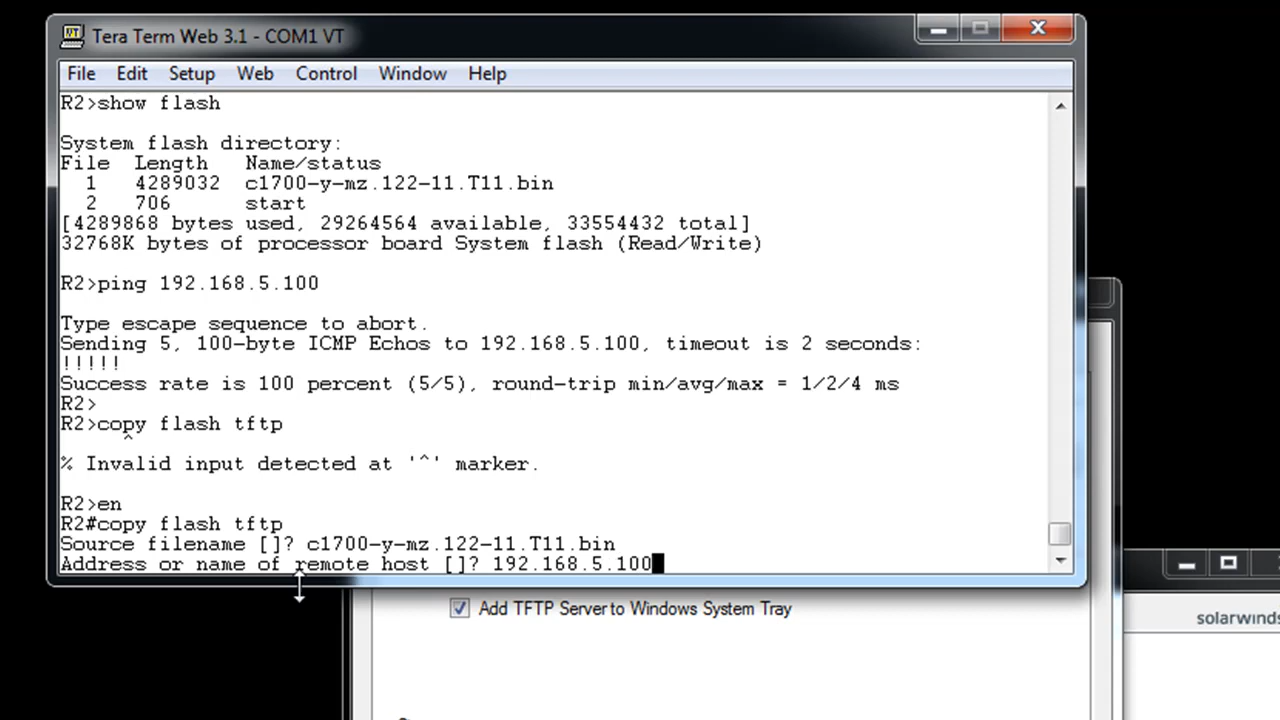 Tera Term Web 3.1 - COM1 VT
File Edit Setup Web Control Window Help
R2>show flash
System flash directory:
File Length Name/status
1 4289032 c1700-y-mz.122-11.T11.bin
2 706 start
[4289868 bytes used, 29264564 available, 33554432 total]
32768K bytes of processor board System flash (Read/Write)
R2>ping 192.168.5.100
Type escape sequence to abort.
Sending 5, 100-byte ICMP Echos to 192.168.5.100, timeout is 2 seconds:
!!!!!
Success rate is 100 percent (5/5), round-trip min/avg/max = 1/2/4 ms
R2>
R2>copy flash tftp
^
% Invalid input detected at '^' marker.
R2>en
R2#copy flash tftp
Source filename []? c1700-y-mz.122-11.T11.bin
Address or name of remote host []? 192.168.5.100
Add TFTP Server to Windows System Tray
solarwinds